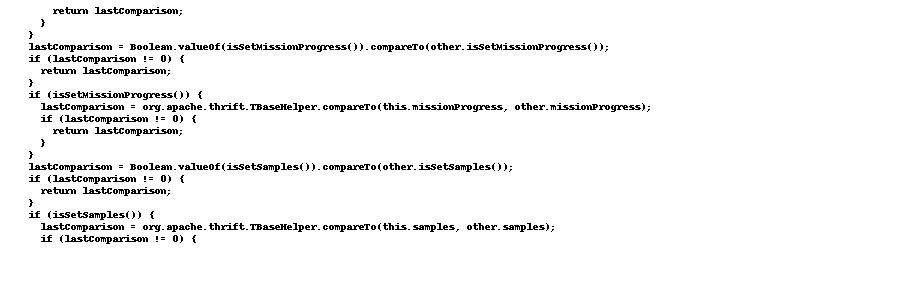 return lastComparison;
}
}
lastComparison = Boolean.valueOf(isSetMissionProgress()).compareTo(other.isSetMissionProgress());
if (lastComparison != 0) {
return lastComparison;
}
if (isSetMissionProgress()) {
lastComparison = org.apache.thrift.TBaseHelper.compareTo(this.missionProgress, other.missionProgress);
if (lastComparison != 0) {
return lastComparison;
}
}
lastComparison = Boolean.valueOf(isSetSamples()).compareTo(other.isSetSamples());
if (lastComparison != 0) {
return lastComparison;
}
if (isSetSamples()) {
lastComparison = org.apache.thrift.TBaseHelper.compareTo(this.samples, other.samples);
if (lastComparison != 0) {